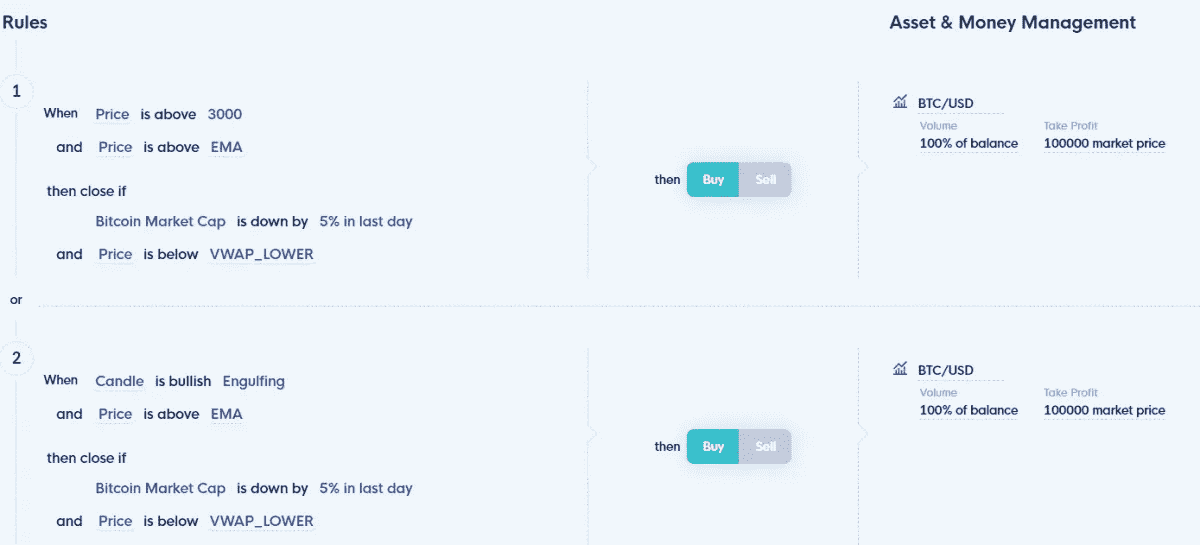 Rules
Asset & Money Management
1
When Price is above 3000
and Price is above EMA
then close if
Bitcoin Market Cap is down by 5% in last day
and Price is below VWAP_LOWER
then Buy Sell
BTC/USD
Volume Take Profit
100% of balance 100000 market price
or
2
When Candle is bullish Engulfing
and Price is above EMA
then close if
Bitcoin Market Cap is down by 5% in last day
and Price is below VWAP_LOWER
then Buy Sell
BTC/USD
Volume Take Profit
100% of balance 100000 market price